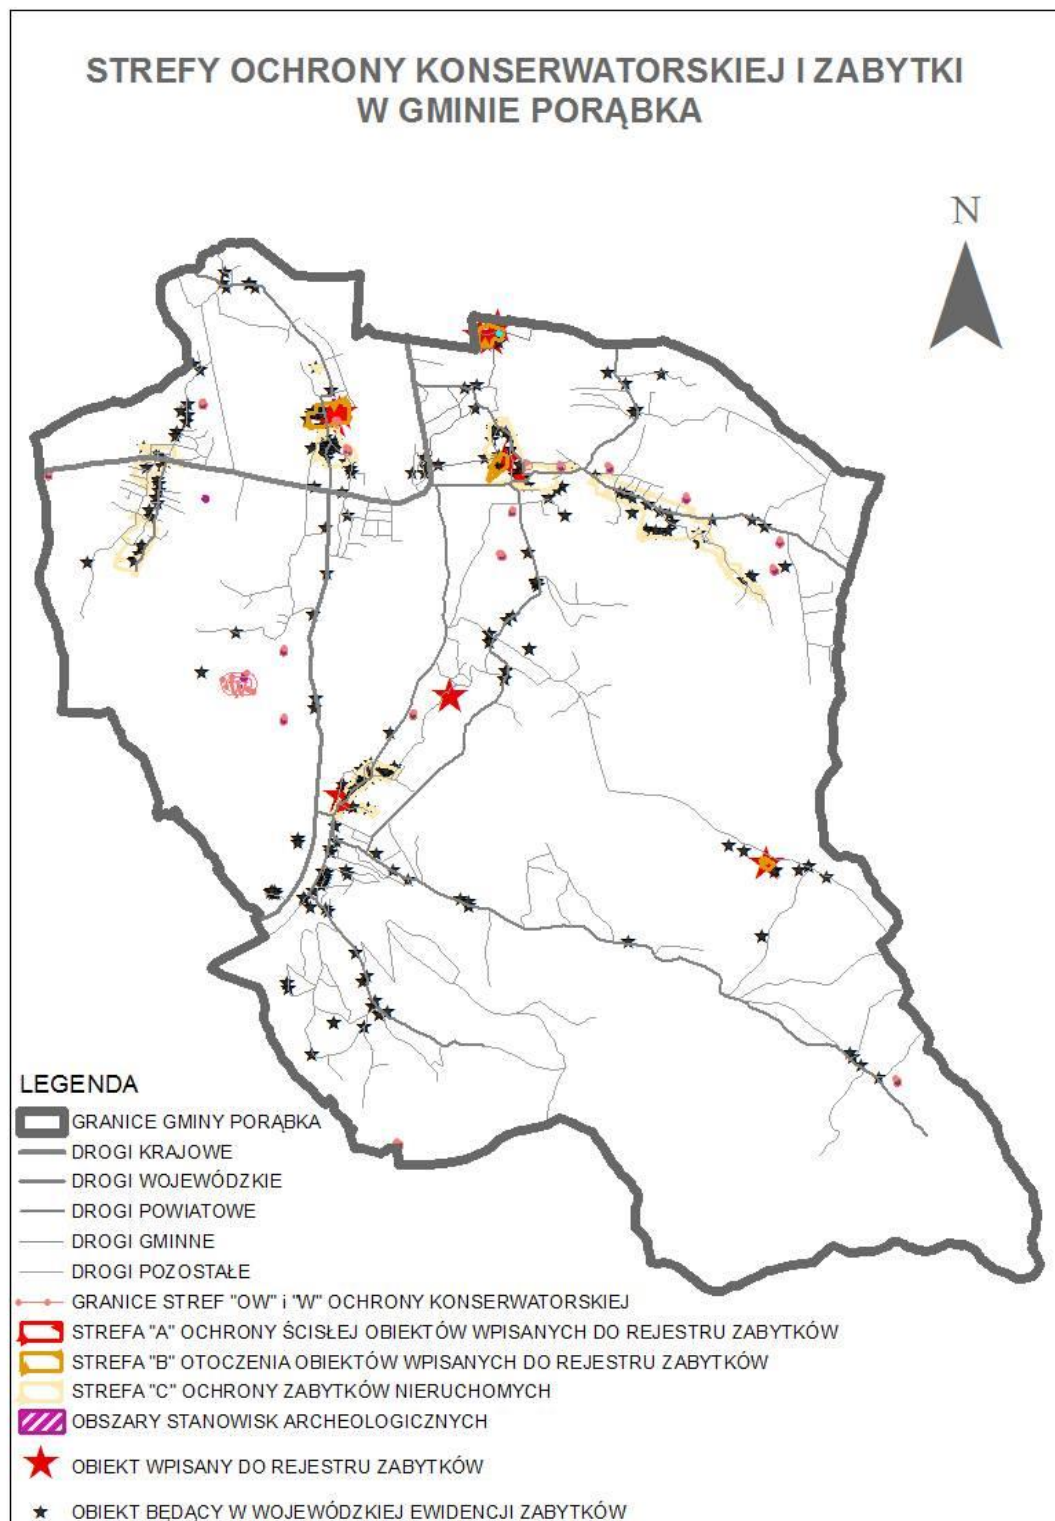 STREFY OCHRONY KONSERWATORSKIEJ I ZABYTKI
W GMINIE PORĄBKA
N
LEGENDA
GRANICE GMINY PORĄBKA
DROGI KRAJOWE
DROGI WOJEWÓDZKIE
DROGI POWIATOWE
DROGI GMINNE
DROGI POZOSTAŁE
GRANICE STREF "OW" i "W" OCHRONY KONSERWATORSKIEJ
STREFA "A" OCHRONY ŚCISŁEJ OBIEKTÓW WPISANYCH DO REJESTRU ZABYTKÓW
STREFA "B" OTOCZENIA OBIEKTÓW WPISANYCH DO REJESTRU ZABYTKÓW
STREFA "C" OCHRONY ZABYTKÓW NIERUCHOMYCH
OBSZARY STANOWISK ARCHEOLOGICZNYCH
OBIEKT WPISANY DO REJESTRU ZABYTKÓW
OBIEKT BĘDĄCY W WOJEWÓDZKIEJ EWIDENCJI ZABYTKÓW